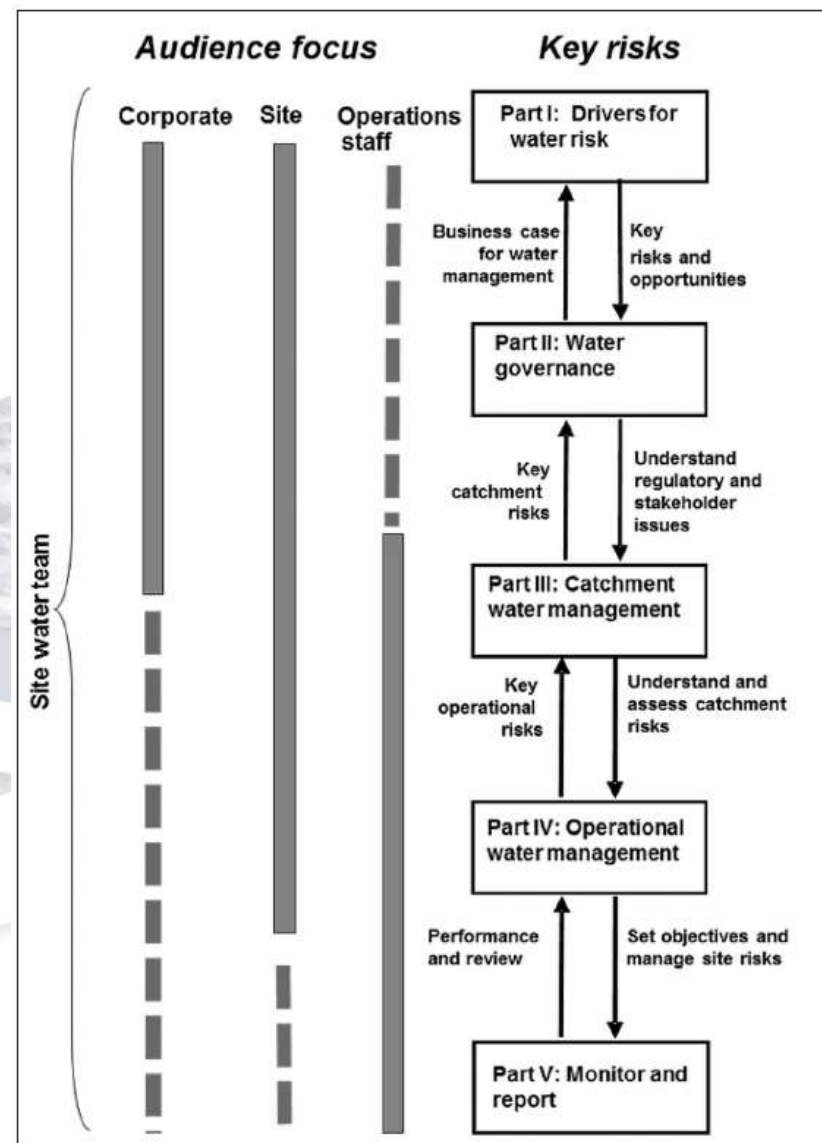 Audience focus
Key risks
Corporate
Site
Operations
staff
Site water team
Part I: Drivers for
water risk
Business case
for water
management
Key
risks and
opportunities
Part II: Water
governance
Key
catchment
risks
Understand
regulatory and
stakeholder
issues
Part III: Catchment
water management
Key
operational
risks
Understand and
assess catchment
risks
Part IV: Operational
water management
Performance
and review
Set objectives and
manage site risks
Part V: Monitor and
report